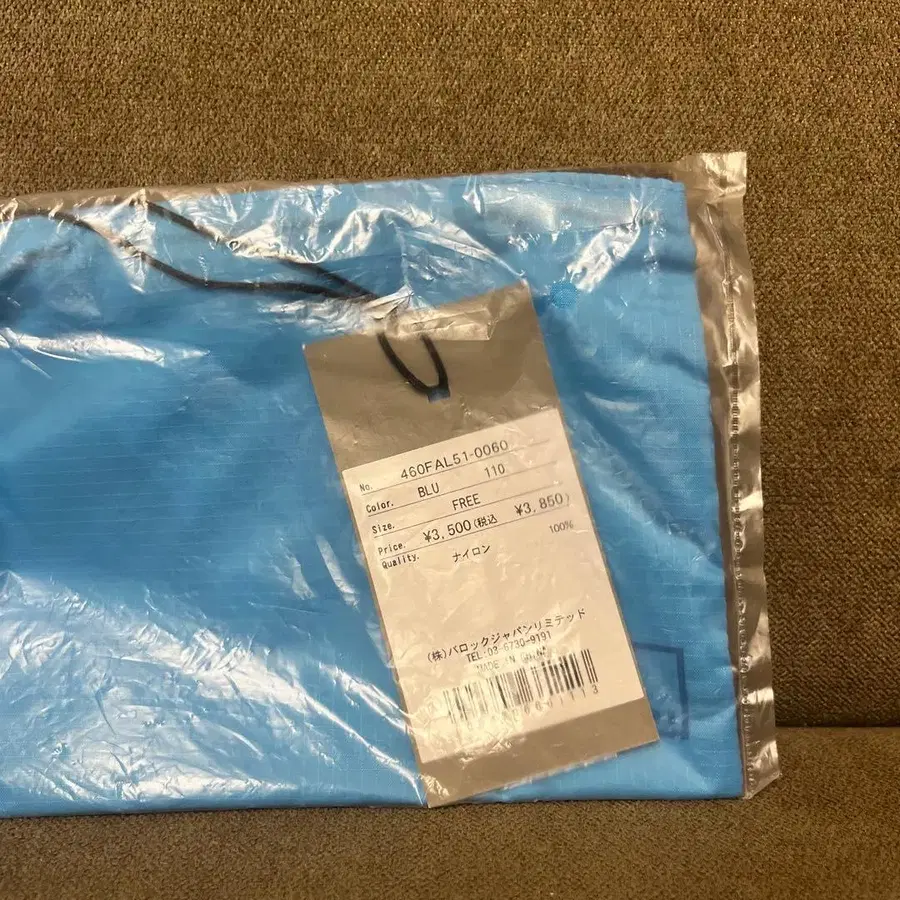 No. 460FAL51-0060
Color. BLU 110
Size. FREE
Price. ¥3,500(税込 ¥3,850)
Quality. ナイロン 100%
(株)バロックジャパンリミテッド
TEL:03-6730-9191
MADE IN